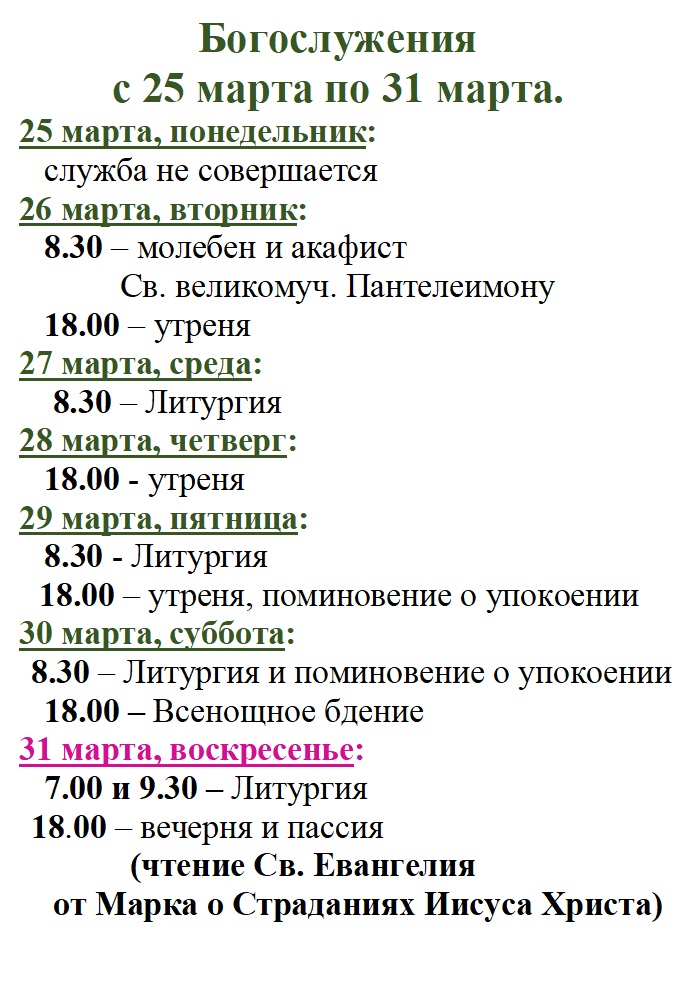 Богослужения
с 25 марта по 31 марта.
25 марта, понедельник:
служба не совершается
26 марта, вторник:
8.30 – молебен и акафист
Св. великомуч. Пантелеимону
18.00 – утреня
27 марта, среда:
8.30 – Литургия
28 марта, четверг:
18.00 - утреня
29 марта, пятница:
8.30 - Литургия
18.00 – утреня, поминовение о упокоении
30 марта, суббота:
8.30 – Литургия и поминовение о упокоении
18.00 – Всенощное бдение
31 марта, воскресенье:
7.00 и 9.30 – Литургия
18.00 – вечерня и пассия
(чтение Св. Евангелия
от Марка о Страданиях Иисуса Христа)